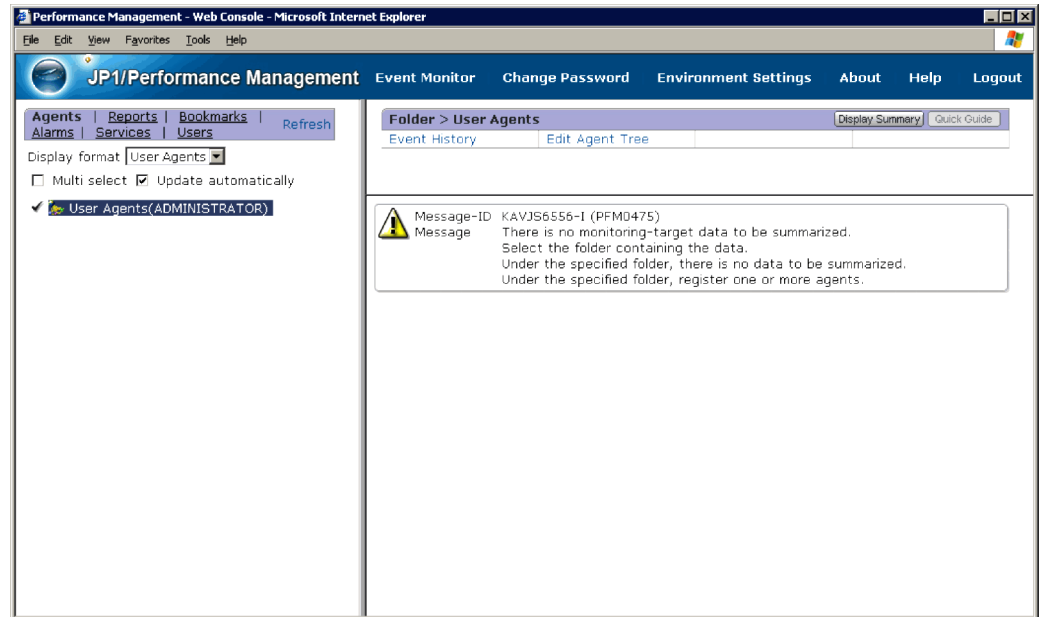 Performance Management - Web Console - Microsoft Internet Explorer
File Edit View Favorites Tools Help
JP1/Performance Management Event Monitor Change Password Environment Settings About Help Logout
Agents | Reports | Bookmarks |
Alarms | Services | Users
Refresh
Display format User Agents
Multi select Update automatically
User Agents(ADMINISTRATOR)
Folder > User Agents Display Summary Quick Guide
Event History Edit Agent Tree
Message-ID KAVJS6556-I (PFM0475)
Message There is no monitoring-target data to be summarized.
Select the folder containing the data.
Under the specified folder, there is no data to be summarized.
Under the specified folder, register one or more agents.